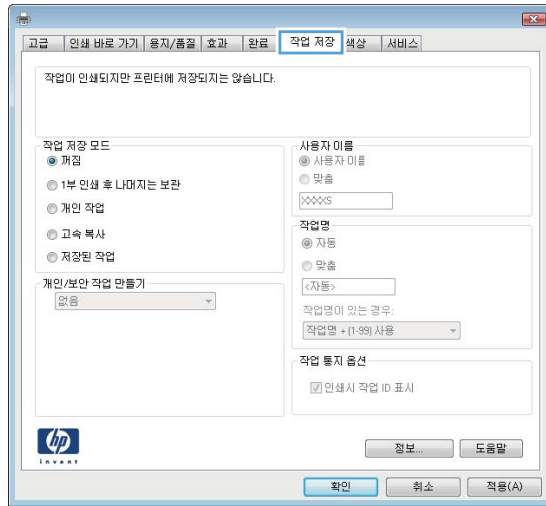 고급 인쇄 바로 가기 용지/품질 효과 완료 작업 저장 색상 서비스
작업이 인쇄되지만 프린터에 저장되지는 않습니다.
작업 저장 모드
꺼짐
1부 인쇄 후 나머지는 보관
개인 작업
고속 복사
저장된 작업
개인/보안 작업 만들기
없음
사용자 이름
사용자 이름
맞춤
XXXXS
작업명
자동
맞춤
<자동>
작업명이 있는 경우:
작업명 + (1-99) 사용
작업 통지 옵션
인쇄시 작업 ID 표시
hp
invent
정보... 도움말
확인 취소 적용(A)